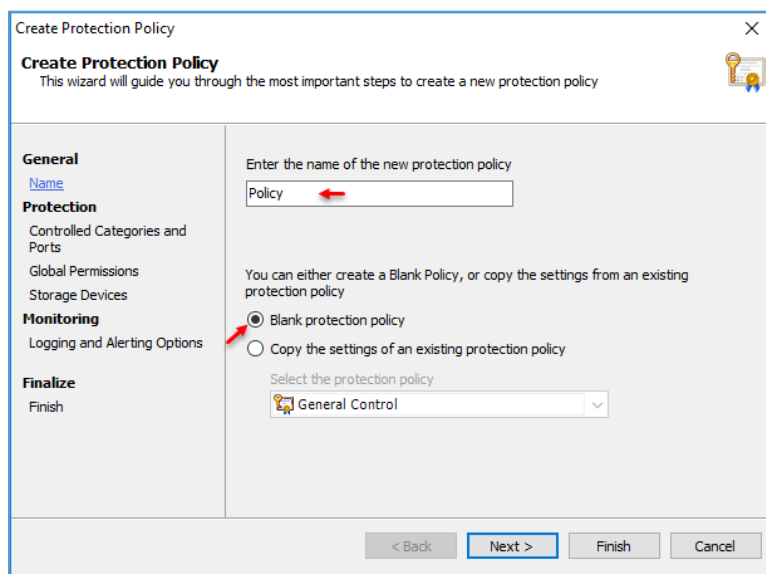 Create Protection Policy
Create Protection Policy
This wizard will guide you through the most important steps to create a new protection policy
General
Name
Protection
Controlled Categories and
Ports
Global Permissions
Storage Devices
Monitoring
Logging and Alerting Options
Finalize
Finish
Enter the name of the new protection policy
Policy
You can either create a Blank Policy, or copy the settings from an existing
protection policy
Blank protection policy
Copy the settings of an existing protection policy
Select the protection policy
General Control
< Back
Next >
Finish
Cancel